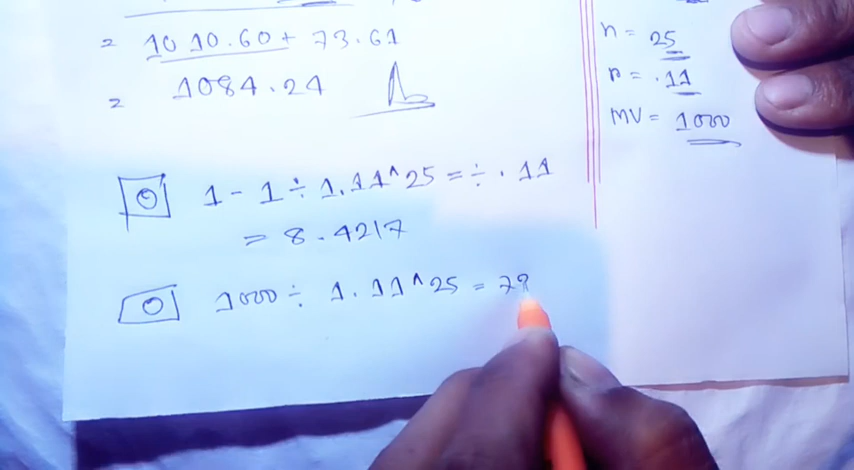 = 1010.60 + 73.61
= 1084.24
1 - 1 ÷ 1.11^25 = ÷ .11
= 8.4217
1000 ÷ 1.11^25 = 73
n = 25
r = .11
MV = 1000